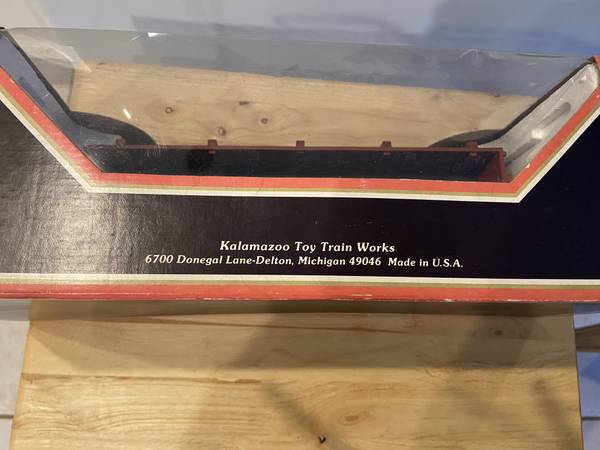 Kalamazoo Toy Train Works
6700 Donegal Lane-Delton, Michigan 49046 Made in U.S.A.